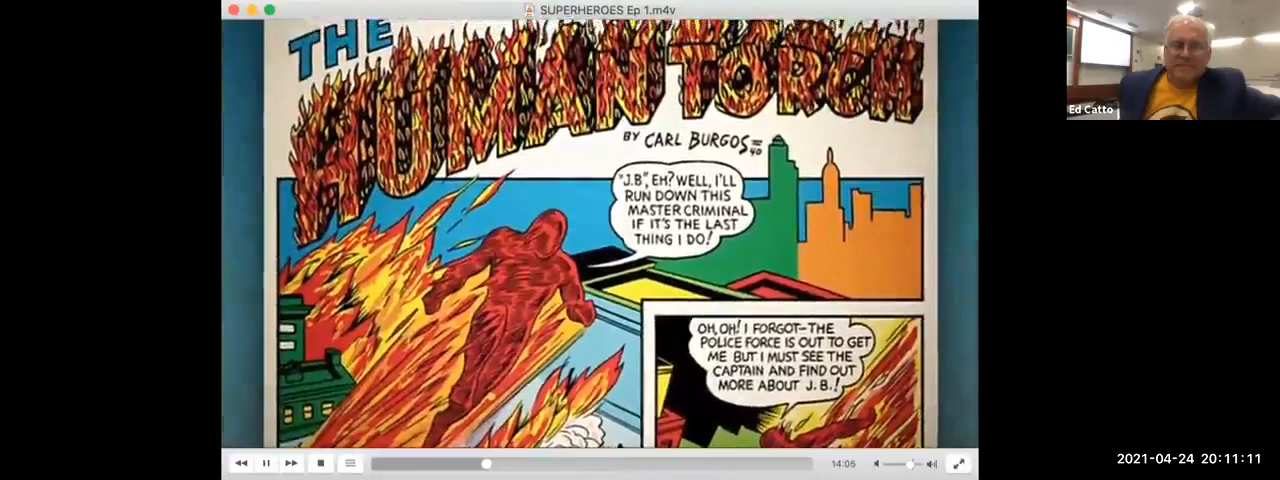 SUPERHEROES Ep 1.m4v
THE
HUMAN TORCH
BY CARL BURGOS
40
"J.B", EH? WELL, I'LL
RUN DOWN THIS
MASTER CRIMINAL
IF IT'S THE LAST
THING I DO!
OH, OH! I FORGOT-THE
POLICE FORCE IS OUT TO GET
ME BUT I MUST SEE THE
CAPTAIN AND FIND OUT
MORE ABOUT J.B.!
14:05
Ed Catto
2021-04-24 20:11:11